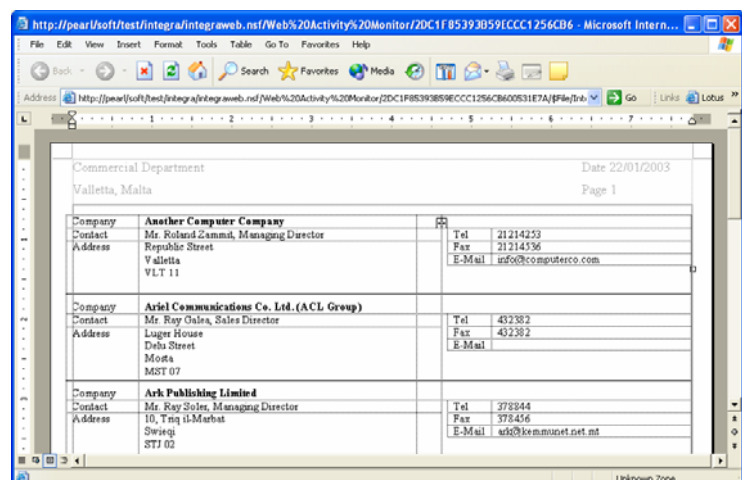 http://pearl/soft/test/integra/integraweb.nsf/Web%20Activity%20Monitor/2DC1F85393B59ECCC1256CB6 - Microsoft Intern...
File Edit View Insert Format Tools Table Go To Favorites Help
Back Search Favorites Media
Address http://pearl/soft/test/integra/integraweb.nsf/Web%20Activity%20Monitor/2DC1F85393B59ECCC1256CB600531E7A/$File/Int Go Links Lotus »
1 2 3 4 5 6 7
Commercial Department Date 22/01/2003
Valletta, Malta Page 1
Company Another Computer Company
Contact Mr. Roland Zammit, Managing Director Tel 21214253
Address Republic Street Fax 21214536
Valletta E-Mail info@computerco.com
VLT 11
Company Ariel Communications Co. Ltd. (ACL Group)
Contact Mr. Ray Galea, Sales Director Tel 432382
Address Luger House Fax 432382
Delu Street E-Mail
Mosta
MST 07
Company Ark Publishing Limited
Contact Mr. Ray Soler, Managing Director Tel 378844
Address 10, Triq il-Marbat Fax 378456
Swieqi E-Mail ark@kemmunet.net.mt
STJ 02
Unknown Zone